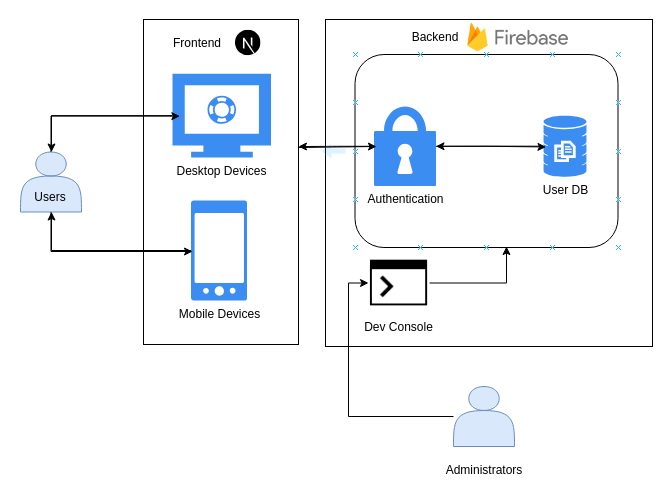 Frontend
N
Backend
Firebase
Desktop Devices
Users
Authentication
User DB
Mobile Devices
Dev Console
Administrators